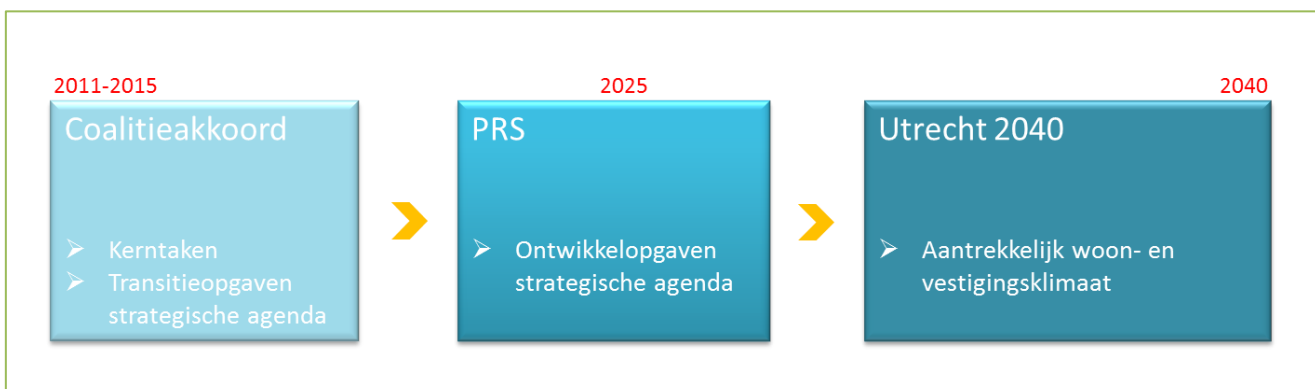 2011-2015
Coalitieakkoord
➢ Kerntaken
➢ Transitieopgaven
strategische agenda
2025
PRS
➢ Ontwikkelopgaven
strategische agenda
2040
Utrecht 2040
➢ Aantrekkelijk woon- en
vestigingsklimaat